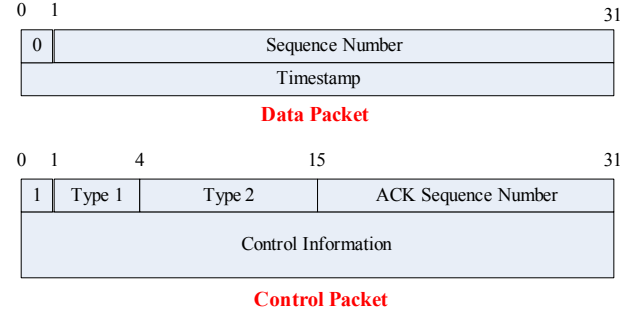 0 1 31
0 Sequence Number
Timestamp
Data Packet
0 1 4 15 31
1 Type 1 Type 2 ACK Sequence Number
Control Information
Control Packet